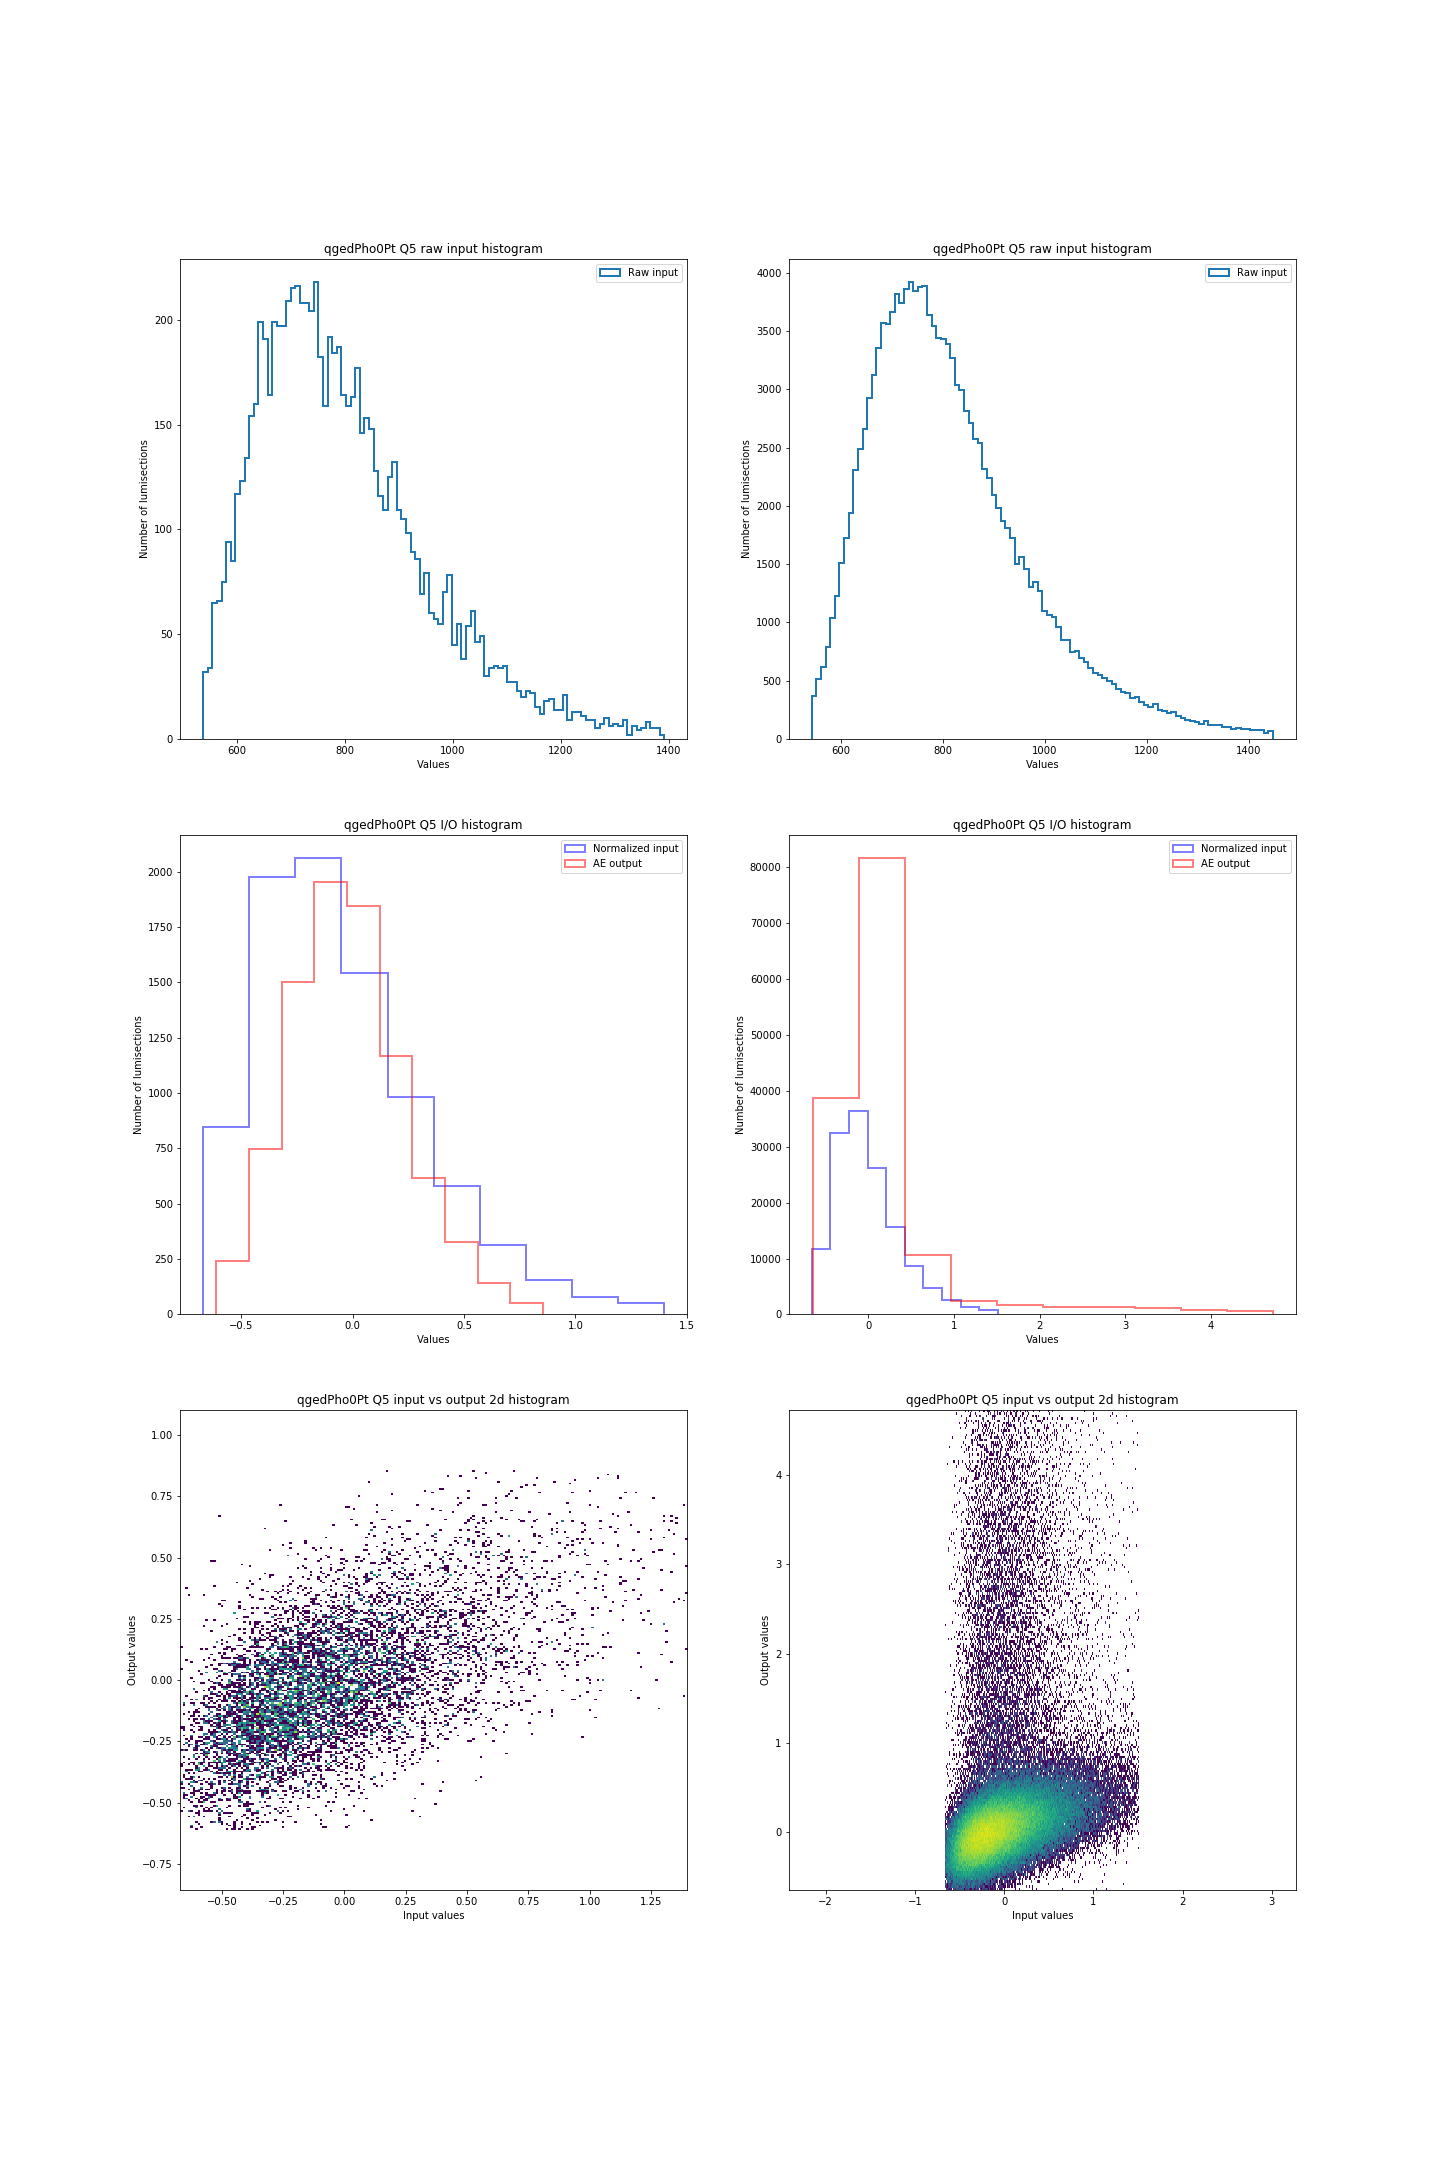 qgedPho0Pt Q5 raw input histogram
Raw input
200
150
100
50
0
600 800 1000 1200 1400
Number of lumisections
Values
qgedPho0Pt Q5 raw input histogram
Raw input
4000
3500
3000
2500
2000
1500
1000
500
0
600 800 1000 1200 1400
Number of lumisections
Values
qgedPho0Pt Q5 I/O histogram
Normalized input
AE output
2000
1750
1500
1250
1000
750
500
250
0
−0.5 0.0 0.5 1.0 1.5
Number of lumisections
Values
qgedPho0Pt Q5 I/O histogram
Normalized input
AE output
80000
70000
60000
50000
40000
30000
20000
10000
0
0 1 2 3 4
Number of lumisections
Values
qgedPho0Pt Q5 input vs output 2d histogram
1.00
0.75
0.50
0.25
0.00
−0.25
−0.50
−0.75
−0.50 −0.25 0.00 0.25 0.50 0.75 1.00 1.25
Output values
Input values
qgedPho0Pt Q5 input vs output 2d histogram
4
3
2
1
0
−2 −1 0 1 2 3
Output values
Input values